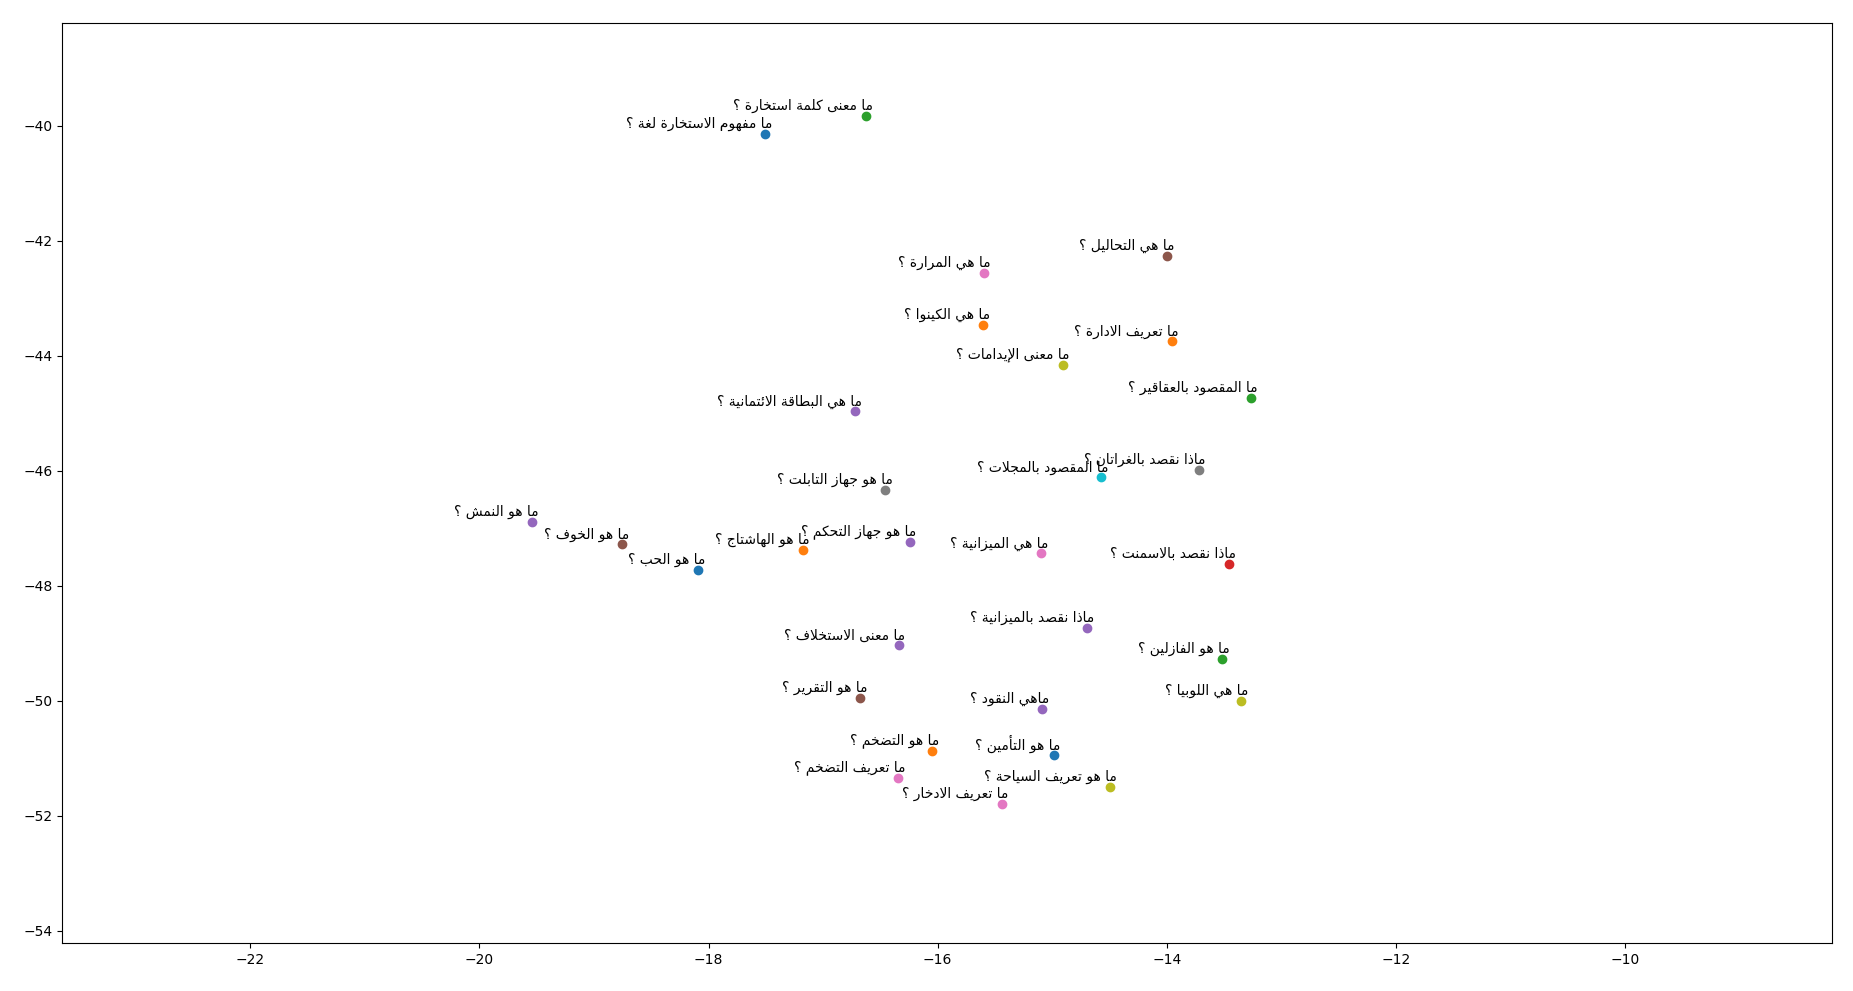 ما معنى كلمة استخارة ؟
ما مفهوم الاستخارة لغة ؟
ما هي التحاليل ؟
ما هي المرارة ؟
ما هي الكينوا ؟
ما تعريف الادارة ؟
ما معنى الإيدامات ؟
ما المقصود بالعقاقير ؟
ما هي البطاقة الائتمانية ؟
ماذا نقصد بالغراتان ؟
ما المقصود بالمجلات ؟
ما هو جهاز التابلت ؟
ما هو النمش ؟
ما هو الخوف ؟
ما هو الحب ؟
ما هو الهاشتاج ؟
ما هو جهاز التحكم ؟
ما هي الميزانية ؟
ماذا نقصد بالاسمنت ؟
ماذا نقصد بالميزانية ؟
ما معنى الاستخلاف ؟
ما هو الفازلين ؟
ما هو التقرير ؟
ماهي النقود ؟
ما هي اللوبيا ؟
ما هو التضخم ؟
ما هو التأمين ؟
ما تعريف التضخم ؟
ما هو تعريف السياحة ؟
ما تعريف الادخار ؟
−40
−42
−44
−46
−48
−50
−52
−54
−22
−20
−18
−16
−14
−12
−10